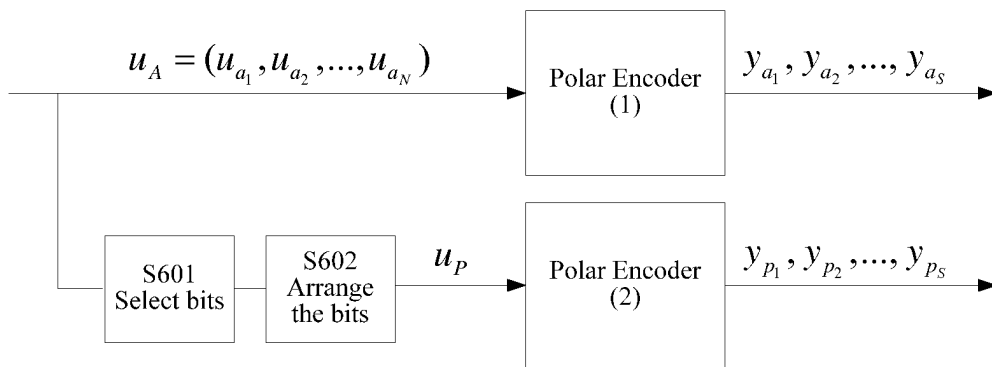 u_A = (u_{a_1}, u_{a_2}, ..., u_{a_N})
Polar Encoder
(1)
y_{a_1}, y_{a_2}, ..., y_{a_S}
S601
Select bits
S602
Arrange
the bits
u_P
Polar Encoder
(2)
y_{p_1}, y_{p_2}, ..., y_{p_S}